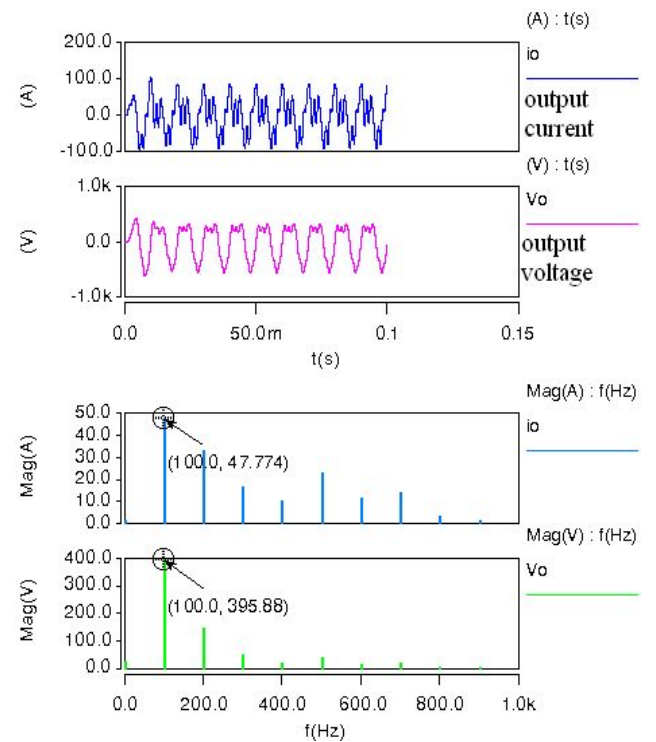 (A) : t(s)
200.0
100.0
0.0
-100.0
(A)
io
output
current
(V) : t(s)
1.0k
0.0
-1.0k
(V)
Vo
output
voltage
0.0 50.0m 0.1 0.15
t(s)
Mag(A) : f(Hz)
50.0
40.0
30.0
20.0
10.0
0.0
Mag(A)
io
(100.0, 47.774)
Mag(V) : f(Hz)
400.0
300.0
200.0
100.0
0.0
Mag(V)
Vo
(100.0, 395.88)
0.0 200.0 400.0 600.0 800.0 1.0k
f(Hz)